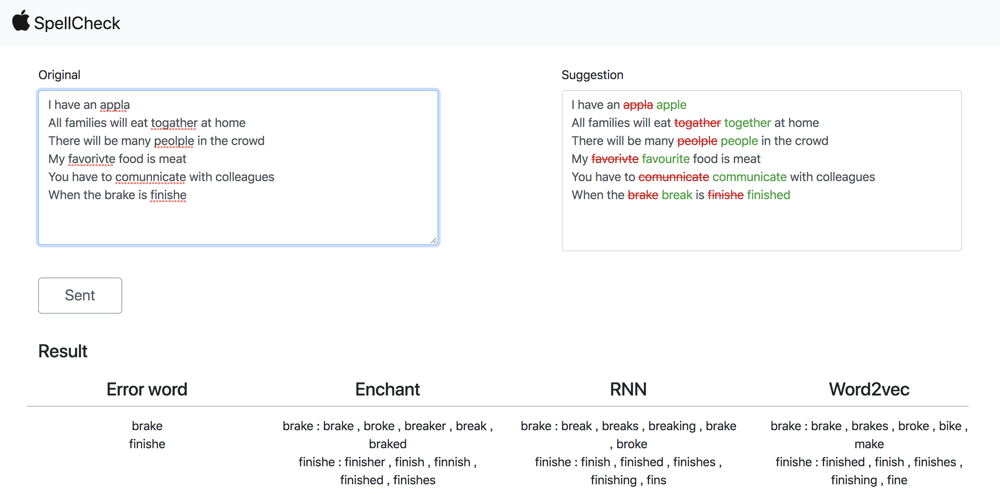 SpellCheck
Original
I have an appla
All families will eat togather at home
There will be many peolple in the crowd
My favorivte food is meat
You have to comunnicate with colleagues
When the brake is finishe
Suggestion
I have an appla apple
All families will eat togather together at home
There will be many peolple people in the crowd
My favorivte favourite food is meat
You have to comunnicate communicate with colleagues
When the brake break is finishe finished
Sent
Result
Error word
Enchant
RNN
Word2vec
brake
finishe
brake : brake , broke , breaker , break ,
braked
finishe : finisher , finish , finnish ,
finished , finishes
brake : break , breaks , breaking , brake
, broke
finishe : finish , finished , finishes ,
finishing , fins
brake : brake , brakes , broke , bike ,
make
finishe : finished , finish , finishes ,
finishing , fine